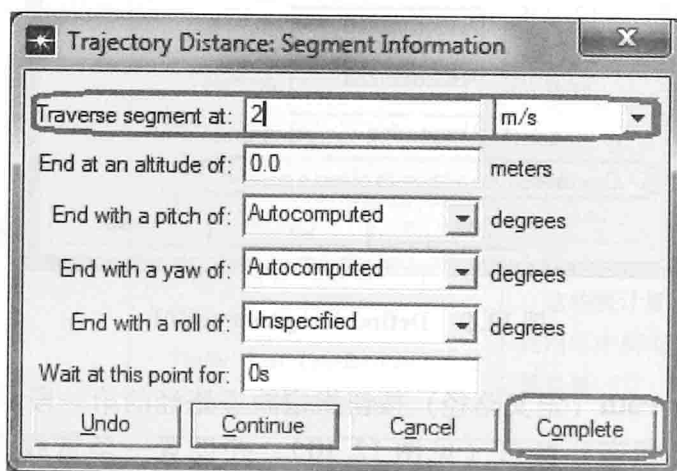 Trajectory Distance: Segment Information
X
Traverse segment at: 2 m/s
End at an altitude of: 0.0 meters
End with a pitch of: Autocomputed degrees
End with a yaw of: Autocomputed degrees
End with a roll of: Unspecified degrees
Wait at this point for: 0s
Undo Continue Cancel Complete